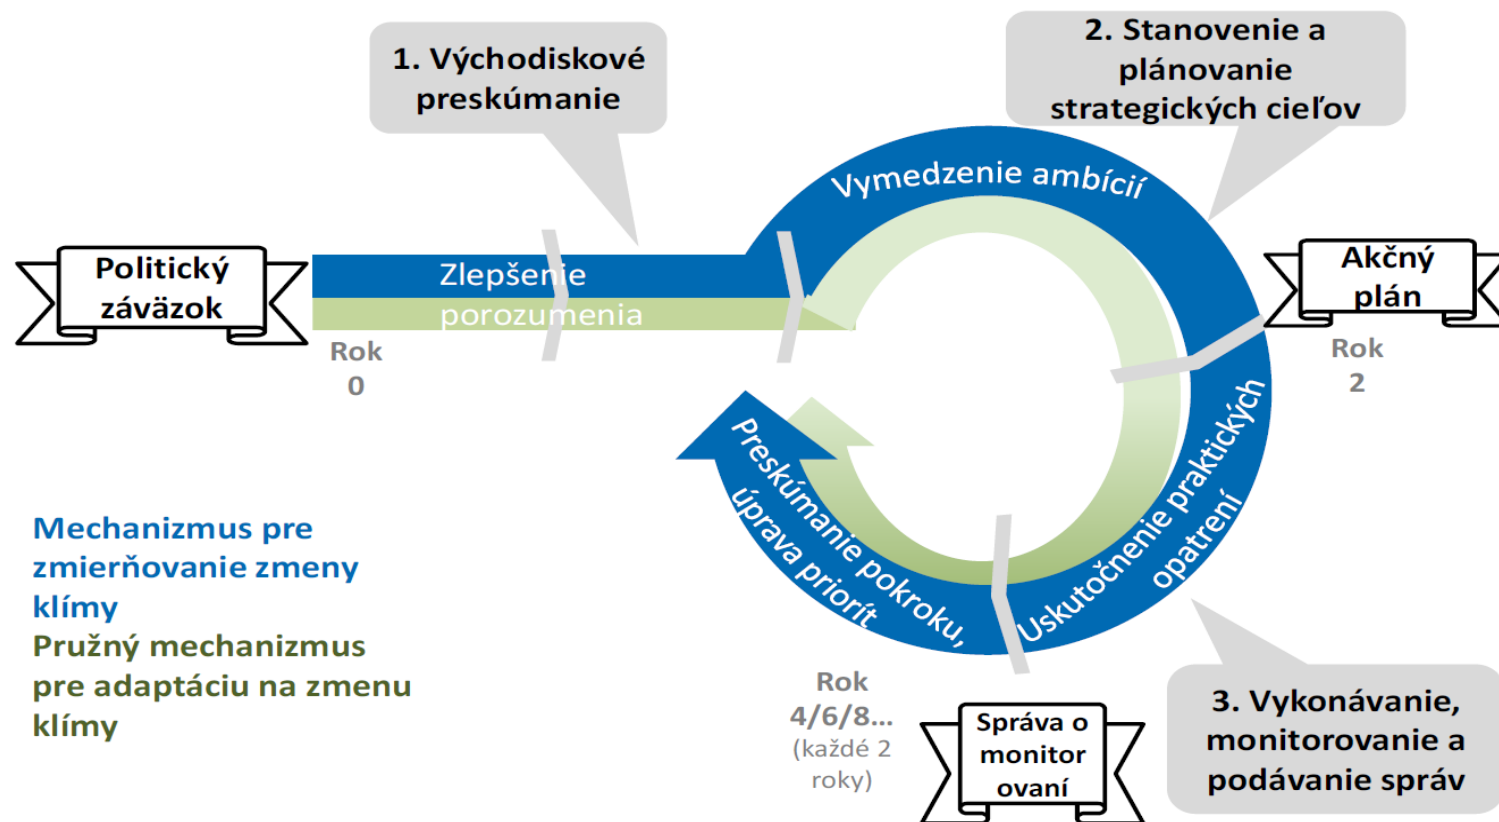 1. Východiskové
preskúmanie
2. Stanovenie a
plánovanie
strategických cieľov
Vymedzenie ambícií
Politický
záväzok
Zlepšenie
porozumenia
Akčný
plán
Rok
0
Rok
2
Preskúmanie pokroku,
úprava priorít
Uskutočnenie praktických
opatrení
Mechanizmus pre
zmierňovanie zmeny
klímy
Pružný mechanizmus
pre adaptáciu na zmenu
klímy
Rok
4/6/8...
(každé 2
roky)
Správa o
monitor
ovaní
3. Vykonávanie,
monitorovanie a
podávanie správ